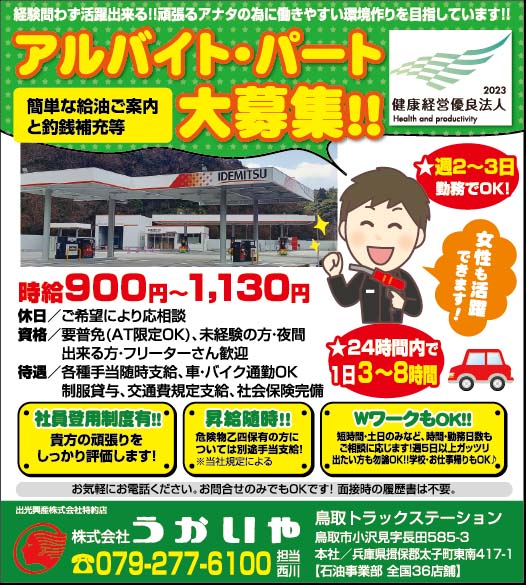 経験問わず活躍出来る!!頑張るアナタの為に働きやすい環境作りを目指しています!!
アルバイト・パート
大募集!!
簡単な給油ご案内
と釣銭補充等
2023
健康経営優良法人
Health and productivity
IDEMITSU
★週2〜3日
勤務でOK!
女性も活躍
できます!
時給900円〜1,130円
休日／ご希望により応相談
資格／要普免(AT限定OK)、未経験の方・夜間
出来る方・フリーターさん歓迎
待遇／各種手当随時支給、車・バイク通勤OK
制服貸与、交通費規定支給、社会保険完備
★24時間内で
1日3〜8時間
社員登用制度有!!
貴方の頑張りを
しっかり評価します!
昇給随時!!
危険物乙四保有の方に
ついては別途手当支給!
※当社規定による
WワークもOK!!
短時間・土日のみなど、時間・勤務日数も
ご相談に応じます!週5日以上ガッツリ
出たい方も勿論OK!!学校・お仕事帰りもOK♪
お気軽にお電話ください。お問合せのみでもOKです! 面接時の履歴書は不要。
出光興産株式会社特約店
株式会社うかいや
☎079-277-6100 担当 西川
鳥取トラックステーション
鳥取市小沢見字長田585-3
本社／兵庫県揖保郡太子町東南417-1
【石油事業部 全国36店舗】